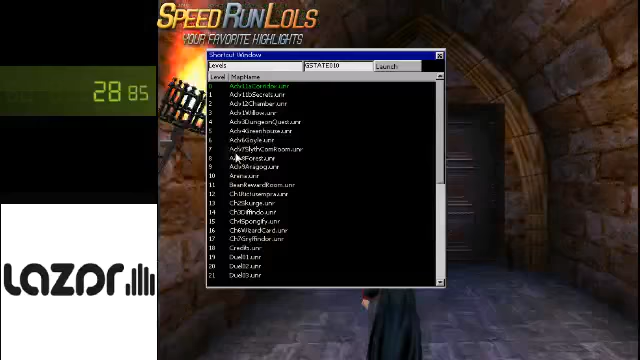 SPEEDRUNLOLS
YOUR FAVORITE HIGHLIGHTS
Shortcut Window
Levels GSTATE010 Launch
Level MapName
0 Adv11aCorridor.unr
1 Adv11bSecrets.unr
2 Adv12Chamber.unr
3 Adv1Willow.unr
4 Adv3DungeonQuest.unr
5 Adv4Greenhouse.unr
6 Adv6Goyle.unr
7 Adv7SlythComRoom.unr
8 Adv8Forest.unr
9 Adv9Aragog.unr
10 Arena.unr
11 BeanRewardRoom.unr
12 Ch1Rictusempra.unr
13 Ch2Skurge.unr
14 Ch3Diffindo.unr
15 Ch4Spongify.unr
16 Ch6WizardCard.unr
17 Ch7Gryffindor.unr
18 Credits.unr
19 Duel01.unr
20 Duel02.unr
21 Duel03.unr
28 85
LAZOR